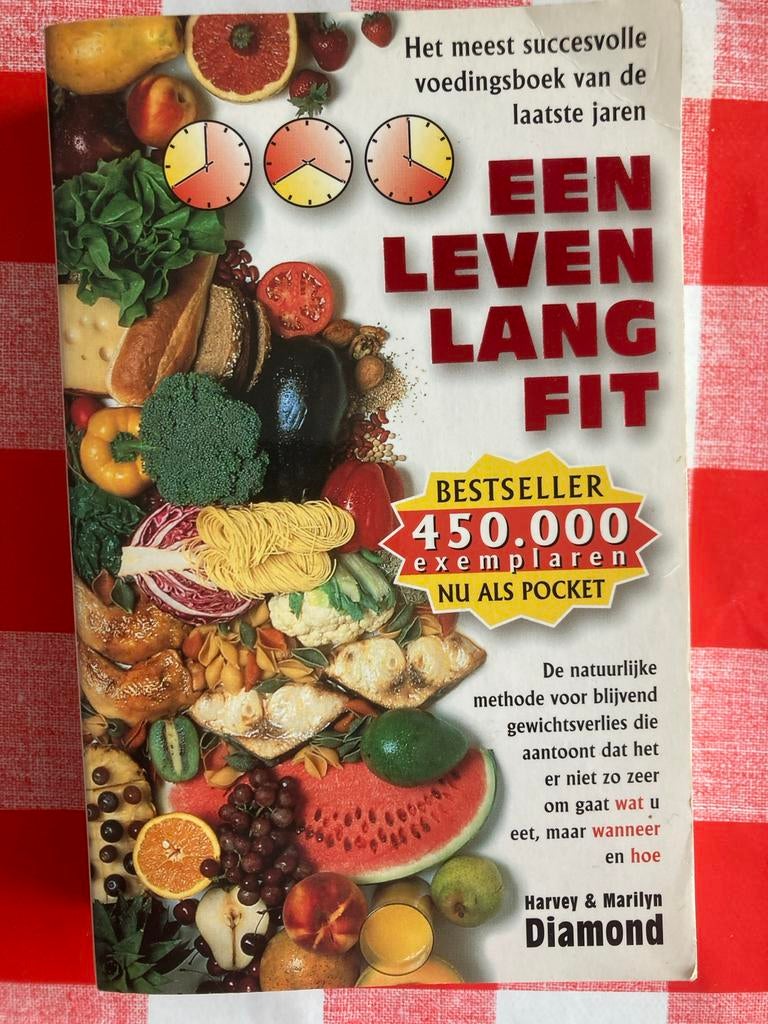 Het meest succesvolle
voedingsboek van de
laatste jaren
EEN
LEVEN
LANG
FIT
BESTSELLER
450.000
exemplaren
NU ALS POCKET
De natuurlijke
methode voor blijvend
gewichtsverlies die
aantoont dat het
er niet zo zeer
om gaat wat u
eet, maar wanneer
en hoe
Harvey & Marilyn
Diamond